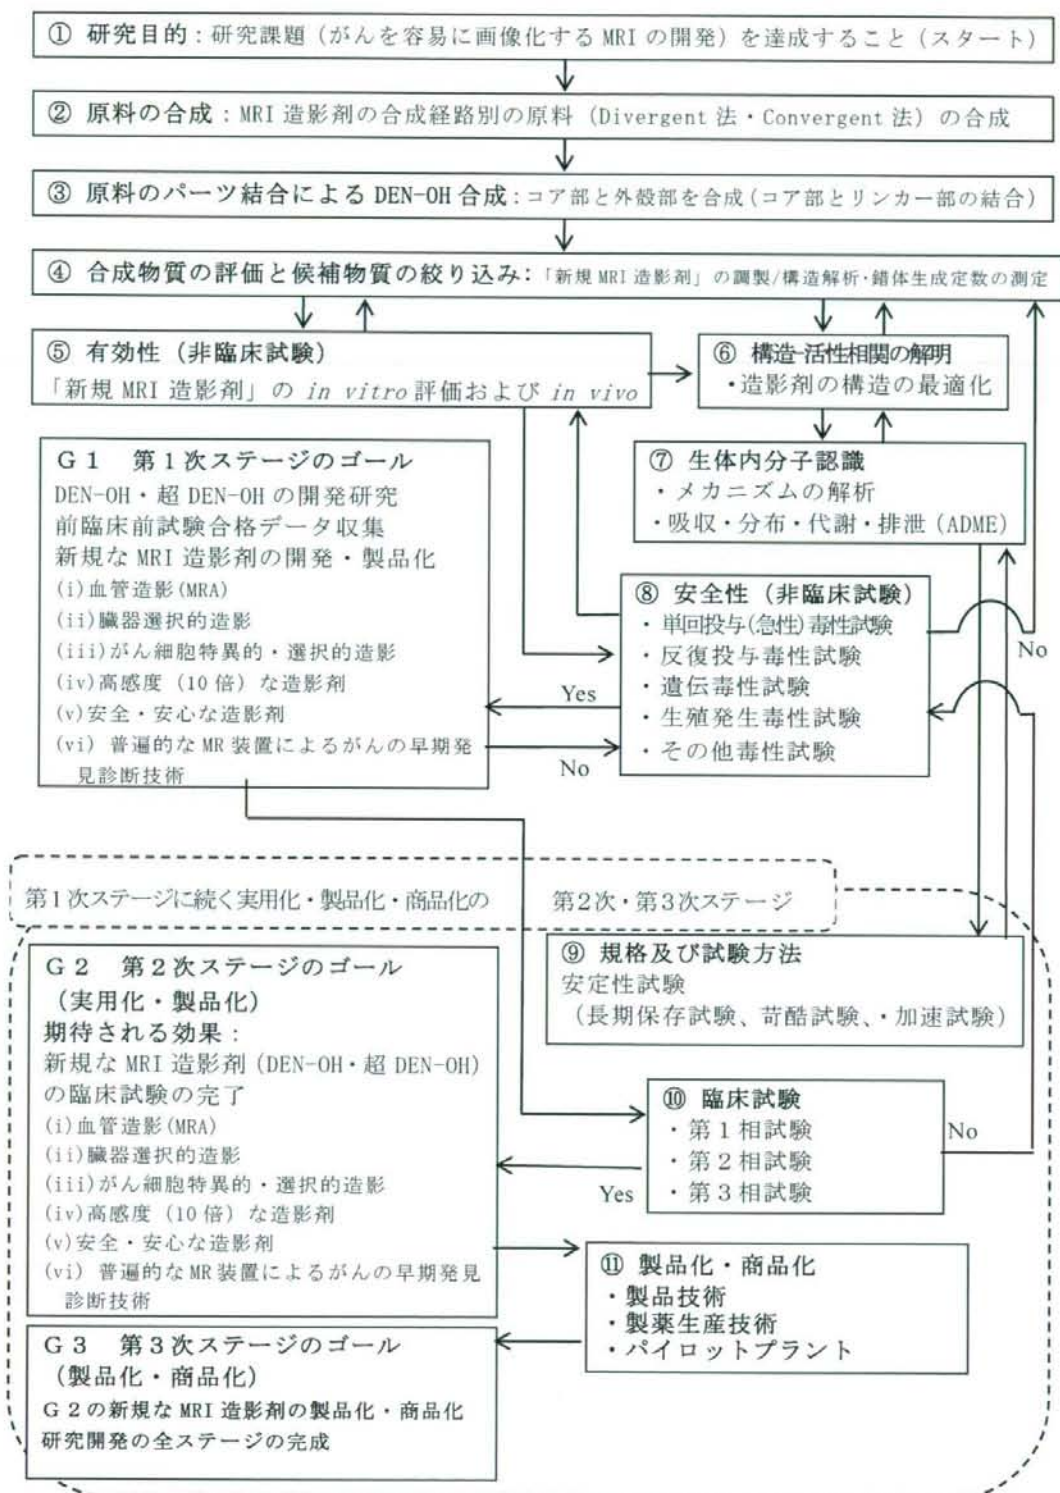 ① 研究目的：研究課題（がんを容易に画像化する MRI の開発）を達成すること（スタート）
② 原料の合成：MRI 造影剤の合成経路別の原料（Divergent 法・Convergent 法）の合成
③ 原料のパーツ結合による DEN-OH 合成：コア部と外殻部を合成（コア部とリンカー部の結合）
④ 合成物質の評価と候補物質の絞り込み：「新規 MRI 造影剤」の調製/構造解析・錯体生成定数の測定
⑤ 有効性（非臨床試験）
「新規 MRI 造影剤」の in vitro 評価および in vivo
⑥ 構造-活性相関の解明
・造影剤の構造の最適化
G１ 第１次ステージのゴール
DEN-OH・超 DEN-OH の開発研究
前臨床前試験合格データ収集
新規な MRI 造影剤の開発・製品化
(i)血管造影(MRA)
(ii)臓器選択的造影
(iii)がん細胞特異的・選択的造影
(iv)高感度（10 倍）な造影剤
(v)安全・安心な造影剤
(vi) 普遍的な MR 装置によるがんの早期発
見診断技術
⑦ 生体内分子認識
・メカニズムの解析
・吸収・分布・代謝・排泄（ADME）
⑧ 安全性（非臨床試験）
・単回投与(急性)毒性試験
・反復投与毒性試験
・遺伝毒性試験
・生殖発生毒性試験
・その他毒性試験
No
Yes
No
第１次ステージに続く実用化・製品化・商品化の 第２次・第３次ステージ
G２ 第２次ステージのゴール
（実用化・製品化）
期待される効果：
新規な MRI 造影剤（DEN-OH・超 DEN-OH）
の臨床試験の完了
(i)血管造影(MRA)
(ii)臓器選択的造影
(iii)がん細胞特異的・選択的造影
(iv)高感度（10 倍）な造影剤
(v)安全・安心な造影剤
(vi) 普遍的な MR 装置によるがんの早期発見
診断技術
⑨ 規格及び試験方法
安定性試験
（長期保存試験、苛酷試験、・加速試験）
⑩ 臨床試験
・第１相試験
・第２相試験
・第３相試験
No
Yes
⑪ 製品化・商品化
・製品技術
・製薬生産技術
・パイロットプラント
G３ 第３次ステージのゴール
（製品化・商品化）
G２の新規な MRI 造影剤の製品化・商品化
研究開発の全ステージの完成